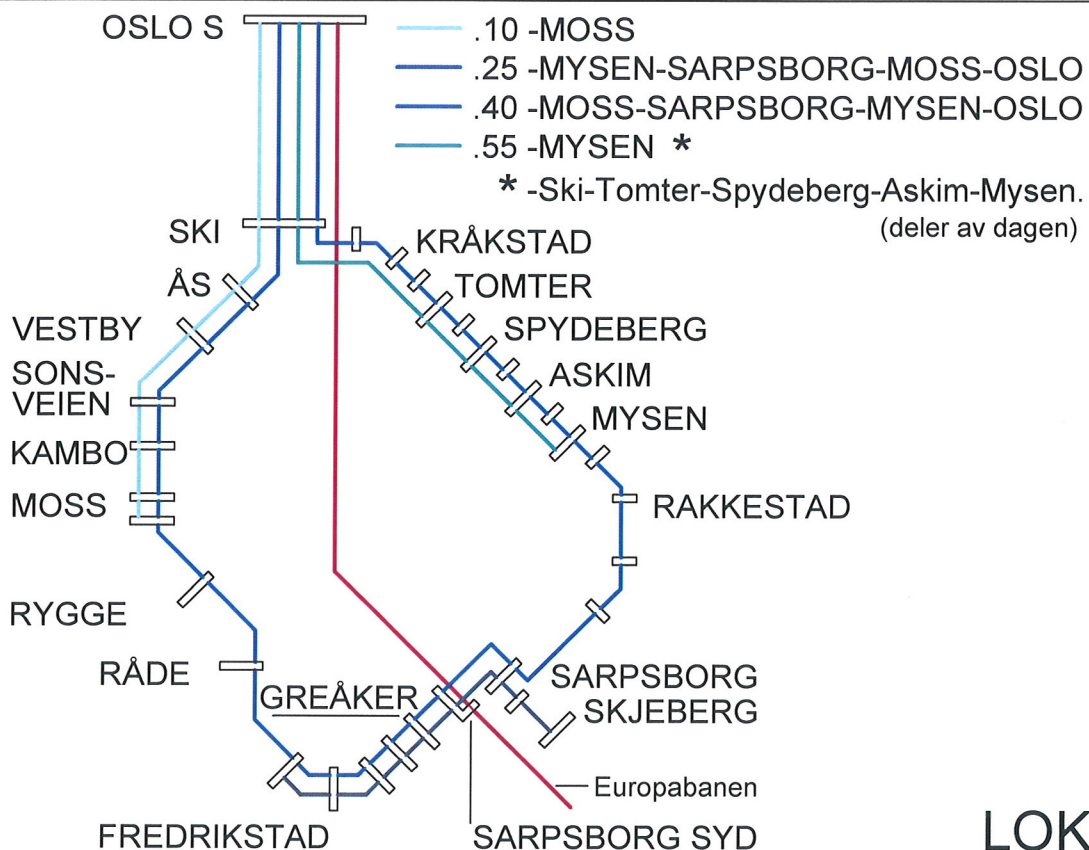 OSLO S
.10 -MOSS
.25 -MYSEN-SARPSBORG-MOSS-OSLO
.40 -MOSS-SARPSBORG-MYSEN-OSLO
.55 -MYSEN *
* -Ski-Tomter-Spydeberg-Askim-Mysen.
(deler av dagen)
SKI
KRÅKSTAD
ÅS
TOMTER
VESTBY
SPYDEBERG
SONS-
VEIEN
ASKIM
MYSEN
KAMBO
MOSS
RAKKESTAD
RYGGE
RÅDE
SARPSBORG
GREÅKER
SKJEBERG
Europabanen
FREDRIKSTAD
SARPSBORG SYD
LOK